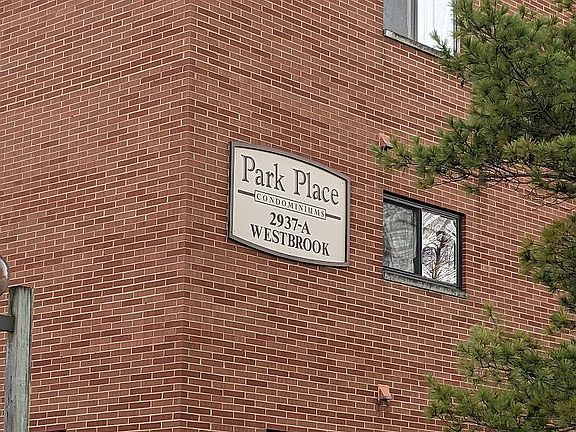 Park Place
CONDOMINIUMS
2937-A
WESTBROOK